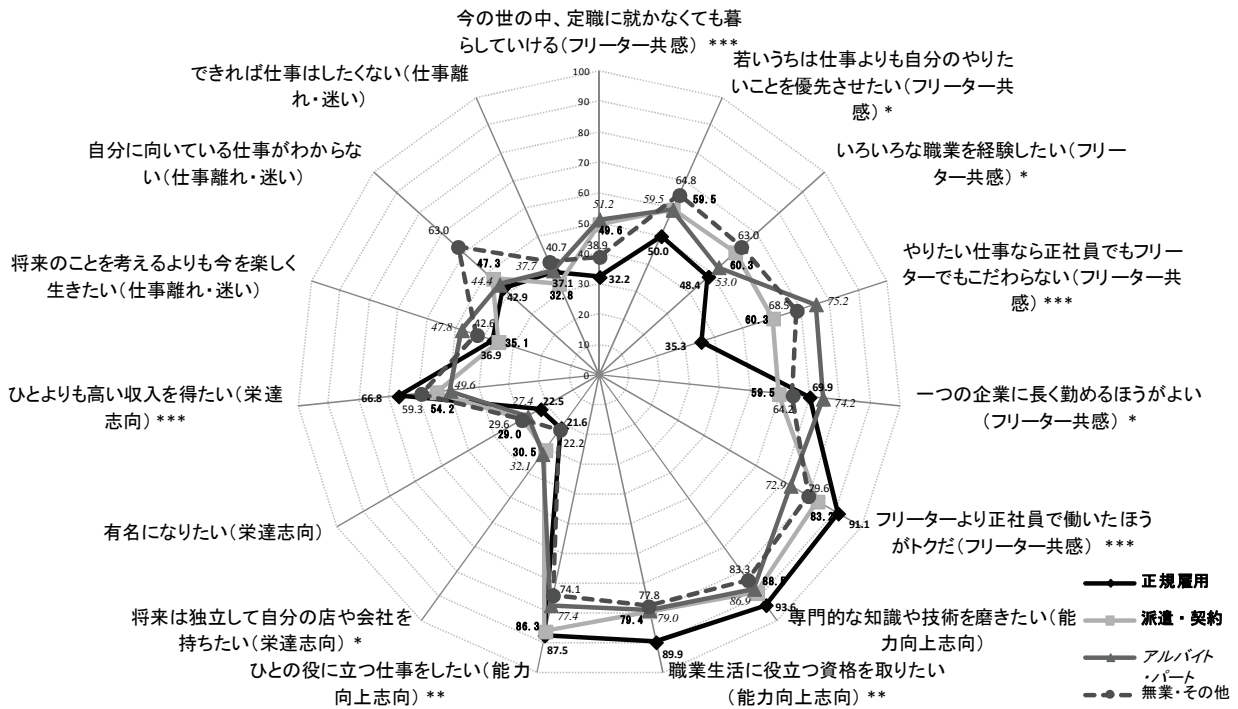 今の世の中、定職に就かなくても暮
らしていける(フリーター共感) ***
若いうちは仕事よりも自分のやりた
いことを優先させたい(フリーター共
感) *
いろいろな職業を経験したい(フリー
ター共感) *
やりたい仕事なら正社員でもフリー
ターでもこだわらない(フリーター共
感) ***
一つの企業に長く勤めるほうがよい
(フリーター共感) *
フリーターより正社員で働いたほう
がトクだ(フリーター共感) ***
専門的な知識や技術を磨きたい(能
力向上志向)
職業生活に役立つ資格を取りたい
(能力向上志向) **
ひとの役に立つ仕事をしたい(能力
向上志向) **
将来は独立して自分の店や会社を
持ちたい(栄達志向) *
有名になりたい(栄達志向)
ひとよりも高い収入を得たい(栄達
志向) ***
将来のことを考えるよりも今を楽しく
生きたい(仕事離れ・迷い)
自分に向いている仕事がわからな
い(仕事離れ・迷い)
できれば仕事はしたくない(仕事離
れ・迷い)
100
90
80
70
60
50
40
30
20
10
0
51.2
49.6
38.9
32.2
64.8
59.5
59.5
50.0
63.0
60.3
53.0
48.4
75.2
68.5
60.3
35.3
69.9
74.2
59.5
64.2
72.9
79.6
83.2
91.1
83.3
88.5
86.9
93.6
77.8
79.4
79.0
89.9
74.1
77.4
86.3
87.5
21.6
22.2
30.5
32.1
22.5
27.4
29.6
29.0
66.8
59.3
54.2
49.6
47.8
42.6
35.1
36.9
63.0
47.3
44.4
42.9
40.7
37.7
37.1
32.8
正規雇用
派遣・契約
アルバイト
・パート
無業・その他